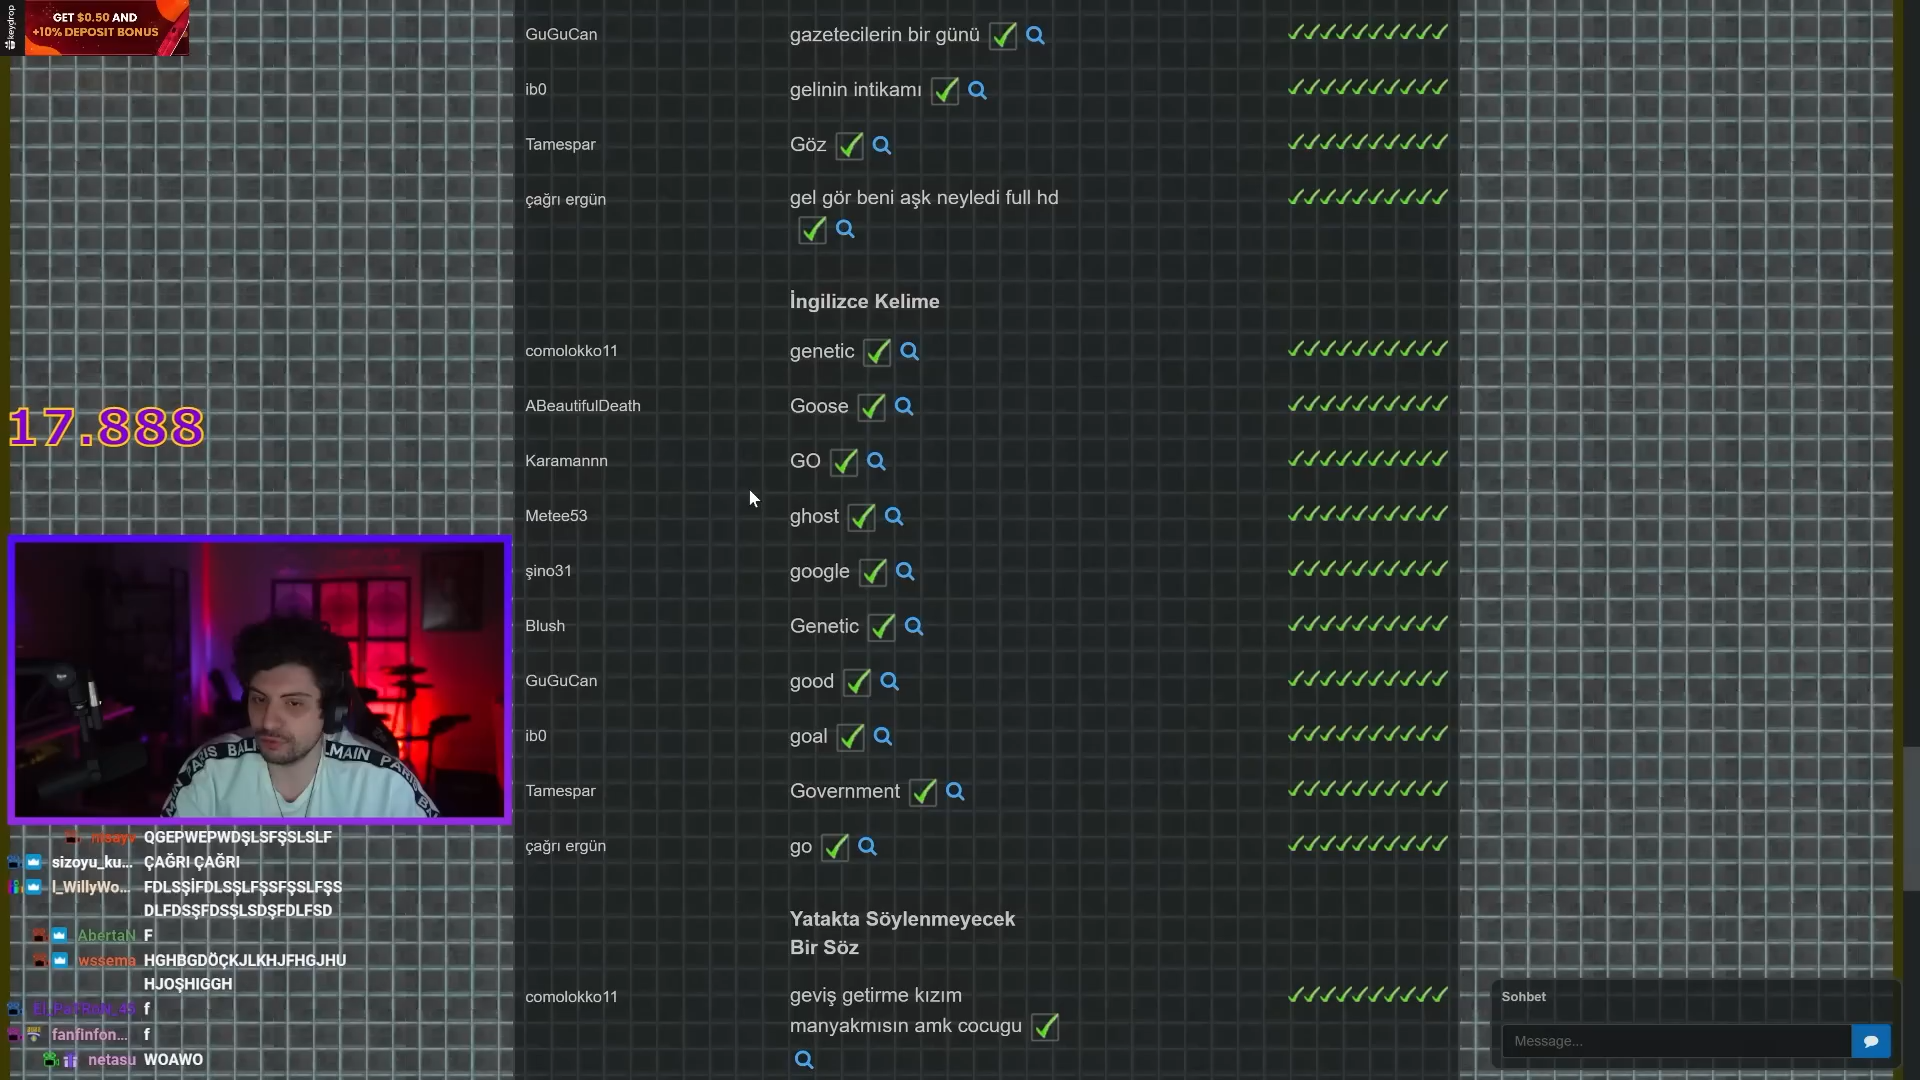 keydrop
GET $0.50 AND
+10% DEPOSIT BONUS
GuGuCan gazetecilerin bir günü
ib0 gelinin intikamı
Tamespar Göz
çağrı ergün gel gör beni aşk neyledi full hd
İngilizce Kelime
comolokko11 genetic
ABeautifulDeath Goose
Karamannn GO
Metee53 ghost
şino31 google
Blush Genetic
GuGuCan good
ib0 goal
Tamespar Government
çağrı ergün go
Yatakta Söylenmeyecek
Bir Söz
comolokko11 geviş getirme kızım
manyakmısın amk cocugu
17.888
PARIS BALMAIN PARIS
QGEPWEPWDŞLSFŞSLSLF
sizoyu_ku... ÇAĞRI ÇAĞRI
l_WillyWo... FDLSŞİFDLSŞLFŞSFŞSLFŞS
DLFDSŞFDSŞLSDŞFDLFSD
AbertaN F
wssema HGHBGDÖÇKJLKHJFHGJHU
HJOŞHIGGH
f
fanfinfon... f
netasu WOAWO
Sohbet
Message...